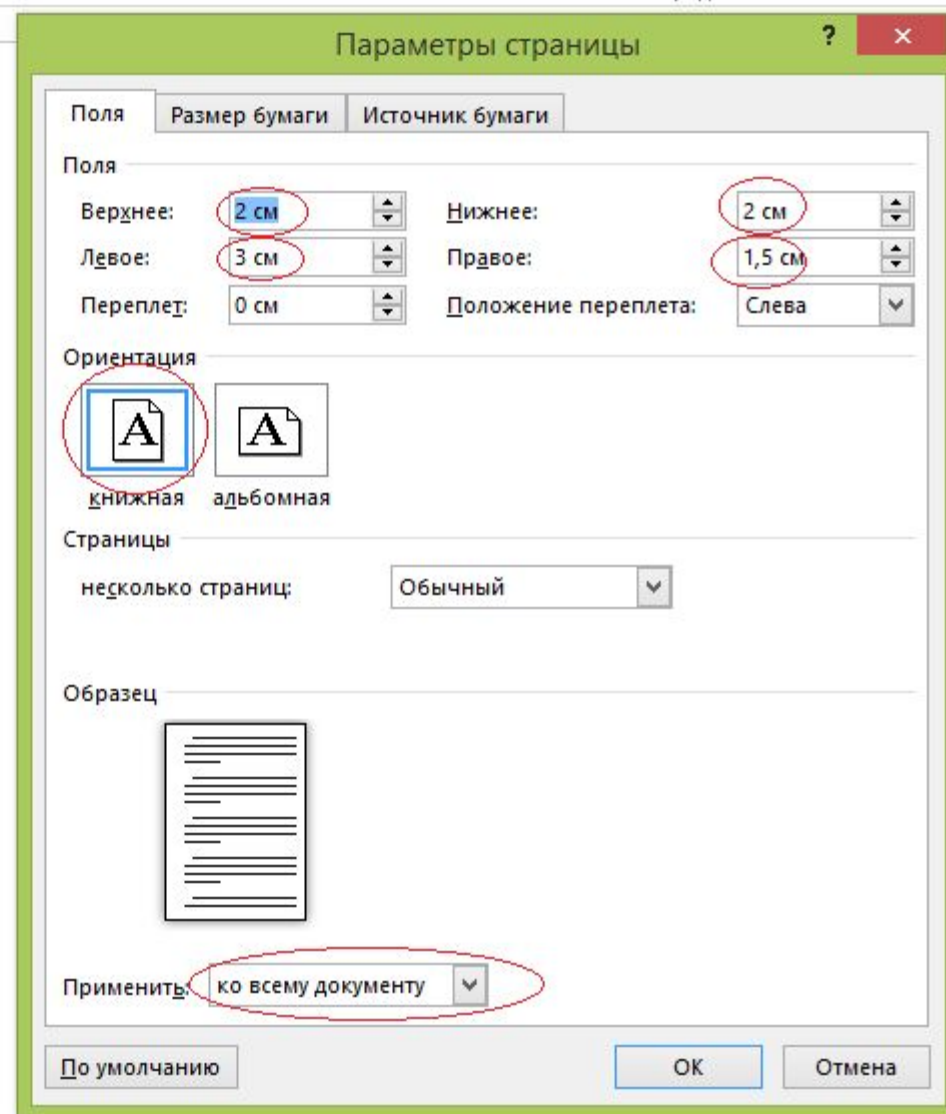 Параметры страницы ? ×
Поля Размер бумаги Источник бумаги
Поля
Верхнее: 2 см Нижнее: 2 см
Левое: 3 см Правое: 1,5 см
Переплет: 0 см Положение переплета: Слева
Ориентация
A A
книжная альбомная
Страницы
несколько страниц: Обычный
Образец
Применить: ко всему документу
По умолчанию ОК Отмена